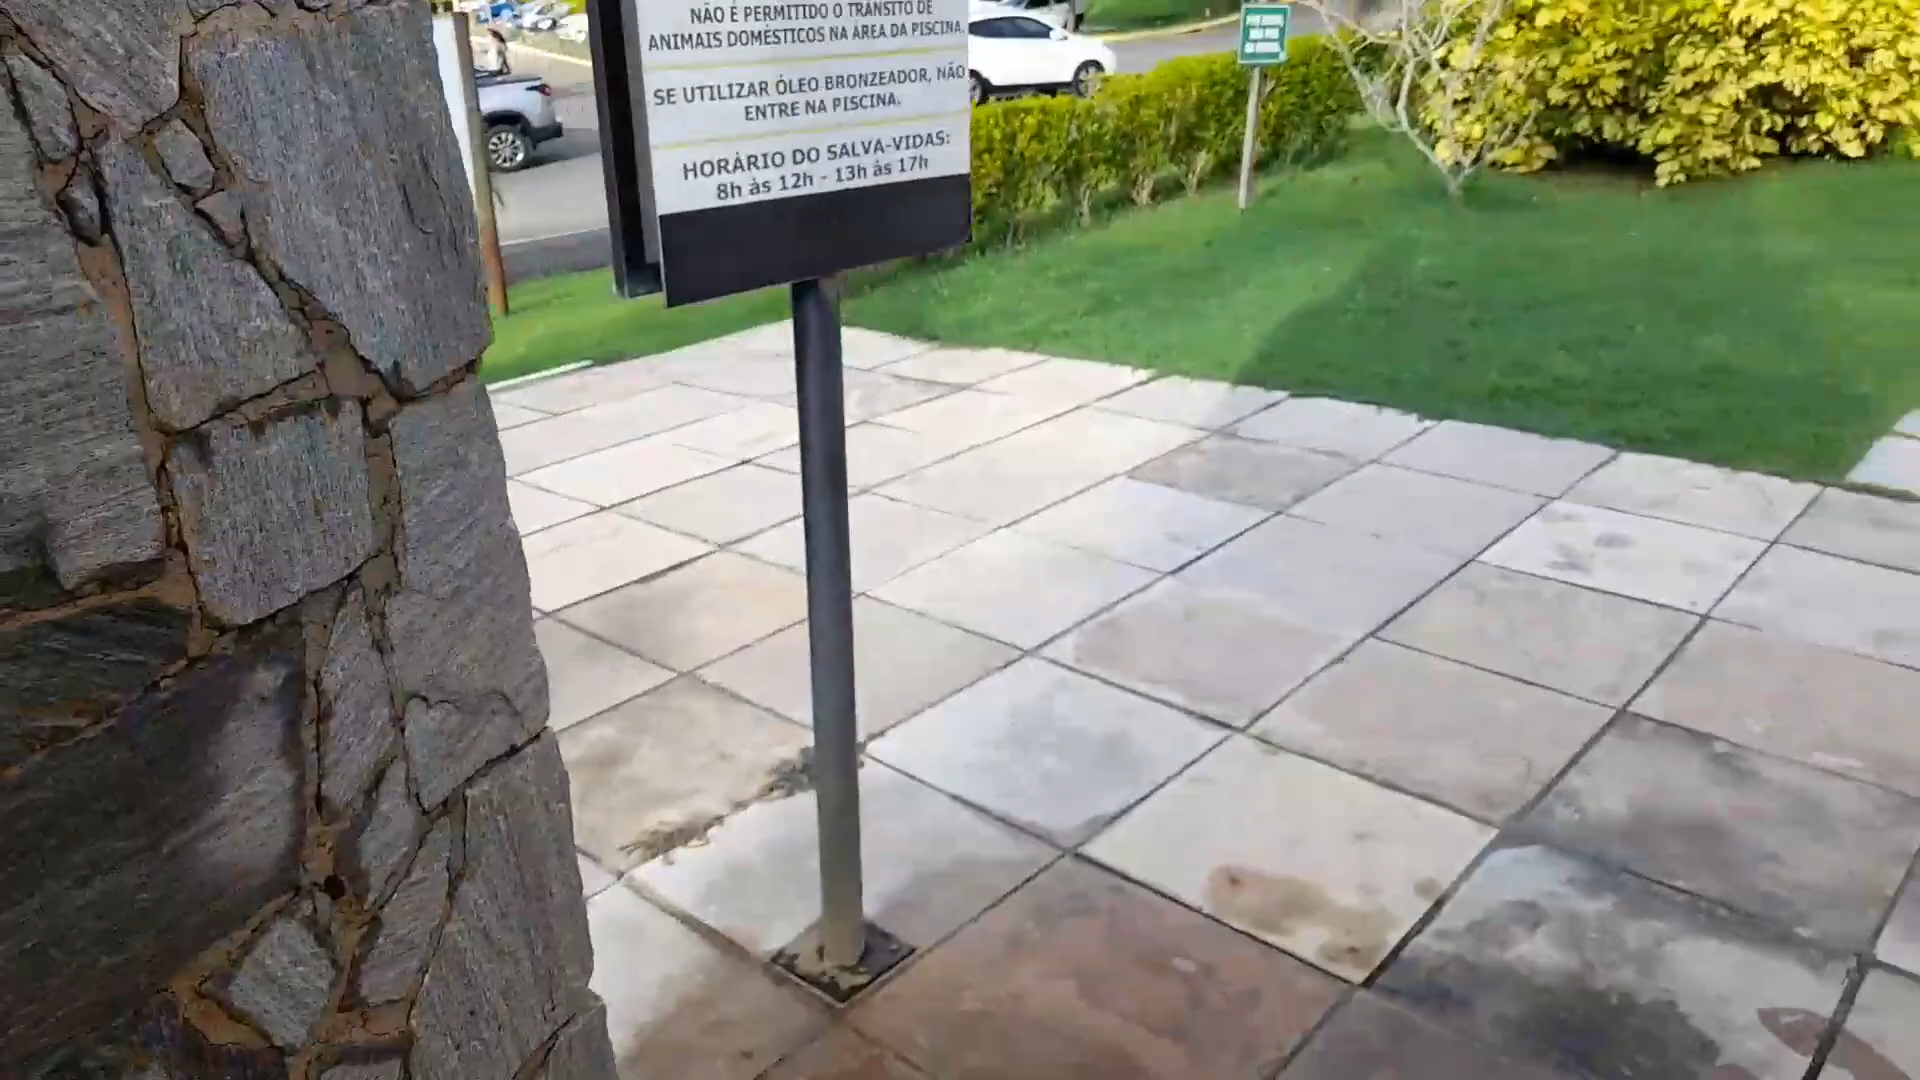 NÃO É PERMITIDO O TRÂNSITO DE
ANIMAIS DOMÉSTICOS NA ÁREA DA PISCINA.
SE UTILIZAR ÓLEO BRONZEADOR, NÃO
ENTRE NA PISCINA.
HORÁRIO DO SALVA-VIDAS:
8h às 12h - 13h às 17h